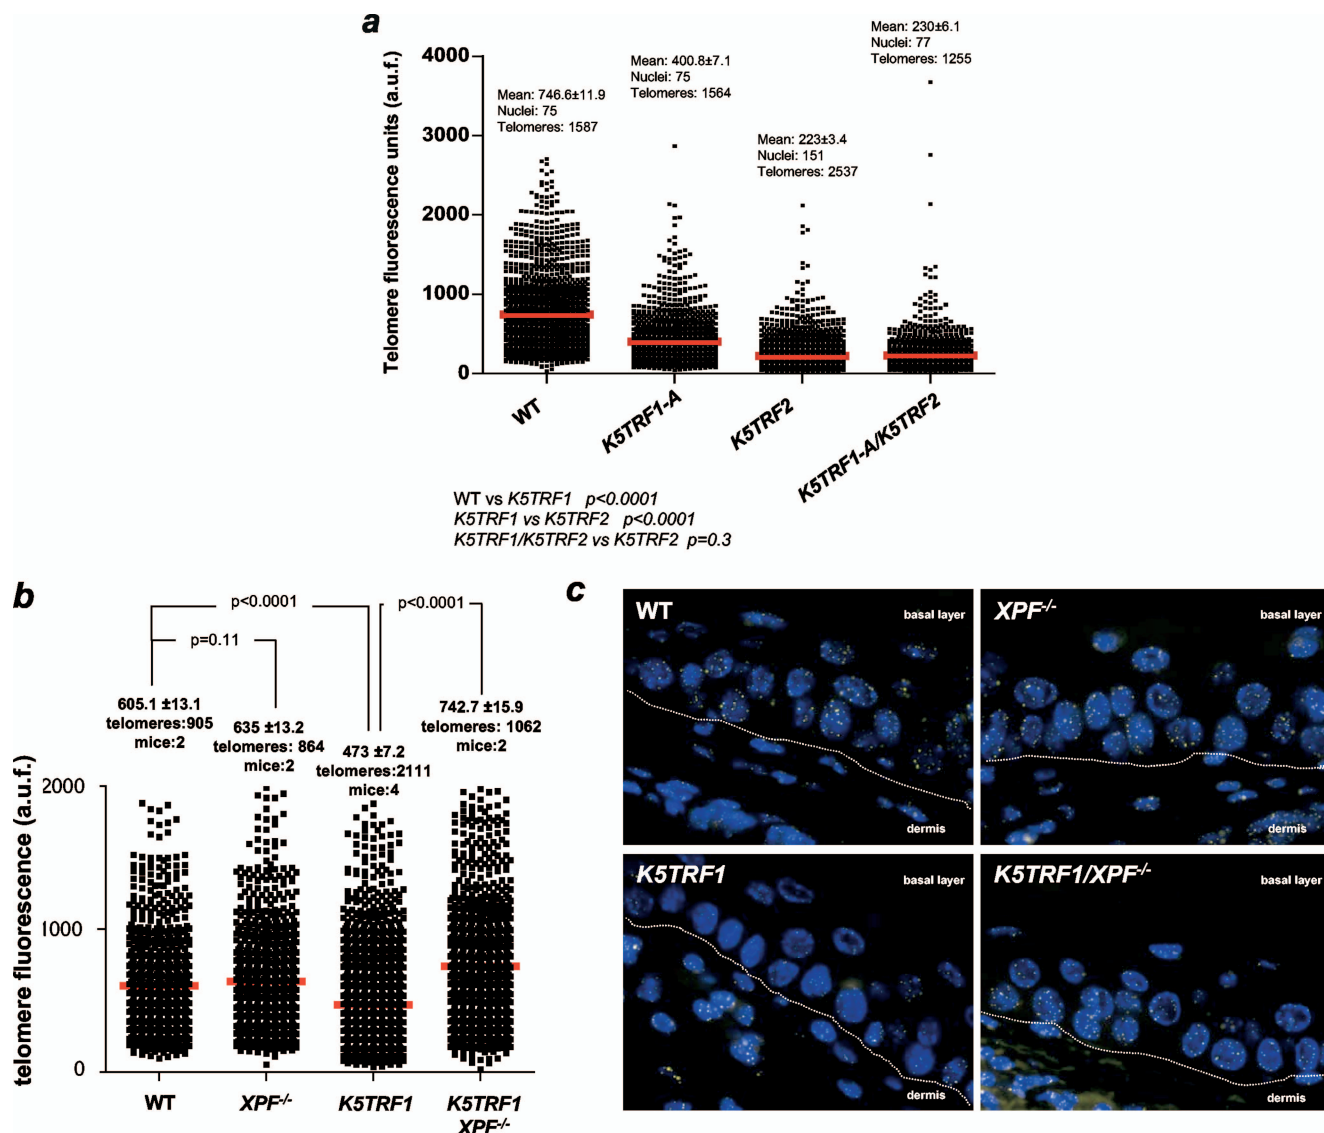 a
Telomere fluorescence units (a.u.f.)
4000
3000
2000
1000
0
Mean: 746.6±11.9
Nuclei: 75
Telomeres: 1587
Mean: 400.8±7.1
Nuclei: 75
Telomeres: 1564
Mean: 223±3.4
Nuclei: 151
Telomeres: 2537
Mean: 230±6.1
Nuclei: 77
Telomeres: 1255
WT
K5TRF1-A
K5TRF2
K5TRF1-A/K5TRF2
WT vs K5TRF1 p<0.0001
K5TRF1 vs K5TRF2 p<0.0001
K5TRF1/K5TRF2 vs K5TRF2 p=0.3
b
telomere fluorescence (a.u.f.)
2000
1000
0
p<0.0001
p<0.0001
p=0.11
605.1 ±13.1
telomeres:905
mice:2
635 ±13.2
telomeres: 864
mice:2
473 ±7.2
telomeres:2111
mice:4
742.7 ±15.9
telomeres: 1062
mice:2
WT
XPF-/-
K5TRF1
K5TRF1
XPF-/-
c
WT
basal layer
dermis
XPF-/-
basal layer
dermis
K5TRF1
basal layer
dermis
K5TRF1/XPF-/-
basal layer
dermis